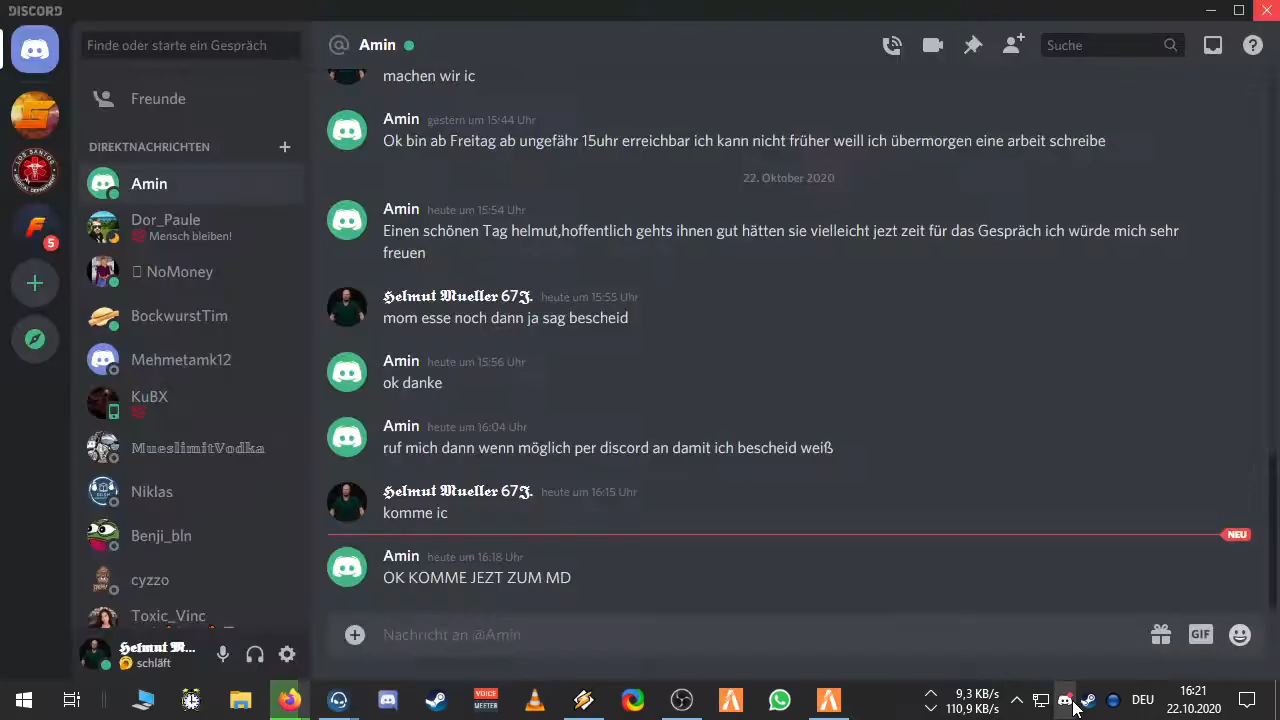 DISCORD
Finde oder starte ein Gespräch
Amin
Suche
Freunde
DIREKTNACHRICHTEN
Amin
Dor_Paule
Mensch bleiben!
NoMoney
BockwurstTim
Mehmetamk12
KuBX
𝕄𝕦𝕖𝕤𝕝𝕚𝕞𝕚𝕥𝕍𝕠𝕕𝕜𝕒
Niklas
Benji_bln
cyzzo
Toxic_Vinc
5
𝕳𝖊𝖑𝖒𝖚𝖙 𝕸...
schläft
machen wir ic
Amin gestern um 15:44 Uhr
Ok bin ab Freitag ab ungefähr 15uhr erreichbar ich kann nicht früher weill ich übermorgen eine arbeit schreibe
22. Oktober 2020
Amin heute um 15:54 Uhr
Einen schönen Tag helmut,hoffentlich gehts ihnen gut hätten sie vielleicht jezt zeit für das Gespräch ich würde mich sehr
freuen
𝕳𝖊𝖑𝖒𝖚𝖙 𝕸𝖚𝖊𝖑𝖑𝖊𝖗 67𝕵. heute um 15:55 Uhr
mom esse noch dann ja sag bescheid
Amin heute um 15:56 Uhr
ok danke
Amin heute um 16:04 Uhr
ruf mich dann wenn möglich per discord an damit ich bescheid weiß
𝕳𝖊𝖑𝖒𝖚𝖙 𝕸𝖚𝖊𝖑𝖑𝖊𝖗 67𝕵. heute um 16:15 Uhr
komme ic
NEU
Amin heute um 16:18 Uhr
OK KOMME JEZT ZUM MD
Nachricht an @Amin
GIF
VOICE
MEETER
9,3 KB/s
110,9 KB/s
DEU
16:21
22.10.2020